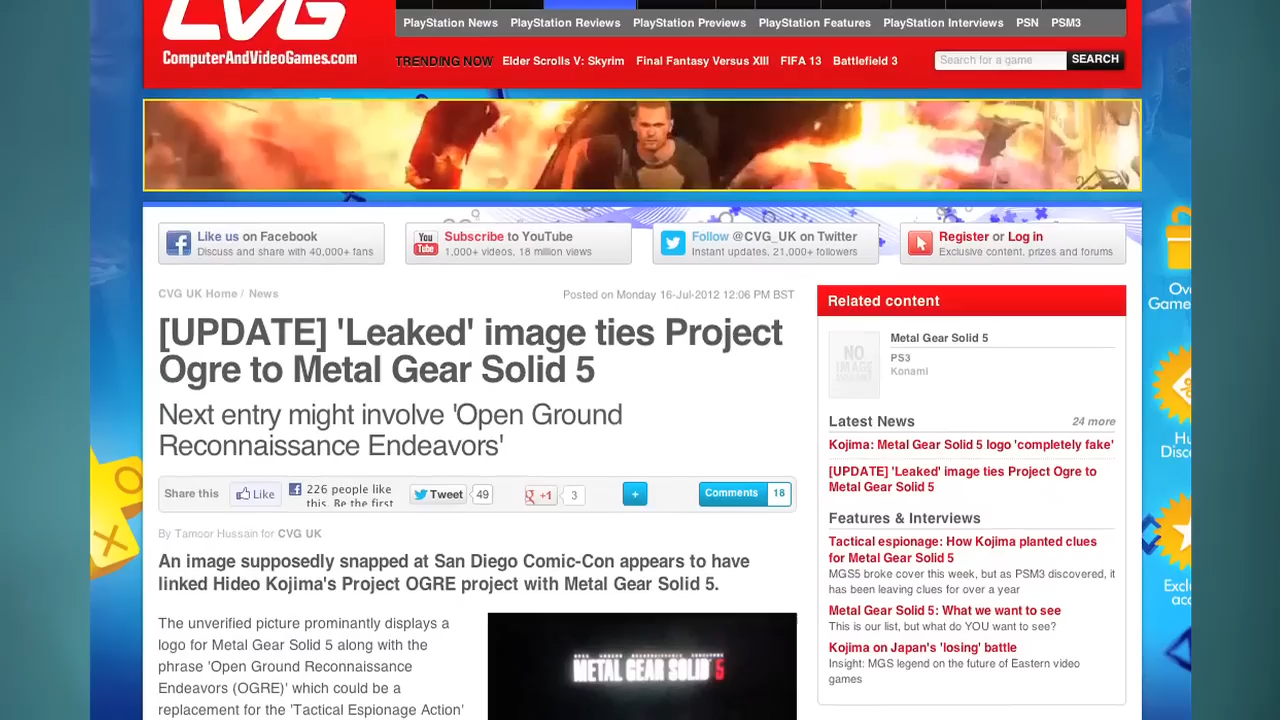 CVG
ComputerAndVideoGames.com
PlayStation News PlayStation Reviews PlayStation Previews PlayStation Features PlayStation Interviews PSN PSM3
TRENDING NOW Elder Scrolls V: Skyrim Final Fantasy Versus XIII FIFA 13 Battlefield 3
Search for a game SEARCH
Like us on Facebook
Discuss and share with 40,000+ fans
You Tube
Subscribe to YouTube
1,000+ videos, 18 million views
Follow @CVG_UK on Twitter
Instant updates, 21,000+ followers
Register or Log in
Exclusive content, prizes and forums
CVG UK Home / News
Posted on Monday 16-Jul-2012 12:06 PM BST
[UPDATE] 'Leaked' image ties Project
Ogre to Metal Gear Solid 5
Next entry might involve 'Open Ground
Reconnaissance Endeavors'
Share this
Like
226 people like
this. Be the first
Tweet 49
g +1 3
+
Comments 18
By Tamoor Hussain for CVG UK
An image supposedly snapped at San Diego Comic-Con appears to have
linked Hideo Kojima's Project OGRE project with Metal Gear Solid 5.
The unverified picture prominantly displays a
logo for Metal Gear Solid 5 along with the
phrase 'Open Ground Reconnaissance
Endeavors (OGRE)' which could be a
replacement for the 'Tactical Espionage Action'
METAL GEAR SOLID 5
Related content
NO IMAGE
Metal Gear Solid 5
PS3
Konami
Latest News 24 more
Kojima: Metal Gear Solid 5 logo 'completely fake'
[UPDATE] 'Leaked' image ties Project Ogre to
Metal Gear Solid 5
Features & Interviews
Tactical espionage: How Kojima planted clues
for Metal Gear Solid 5
MGS5 broke cover this week, but as PSM3 discovered, it
has been leaving clues for over a year
Metal Gear Solid 5: What we want to see
This is our list, but what do YOU want to see?
Kojima on Japan's 'losing' battle
Insight: MGS legend on the future of Eastern video
games